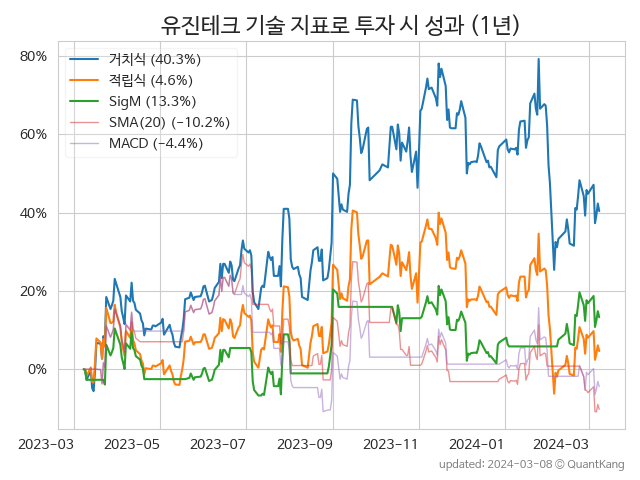 유진테크 기술 지표로 투자 시 성과 (1년)
거치식 (40.3%)
적립식 (4.6%)
SigM (13.3%)
SMA(20) (−10.2%)
MACD (−4.4%)
80%
60%
40%
20%
0%
2023-03 2023-05 2023-07 2023-09 2023-11 2024-01 2024-03
updated: 2024-03-08 © QuantKang